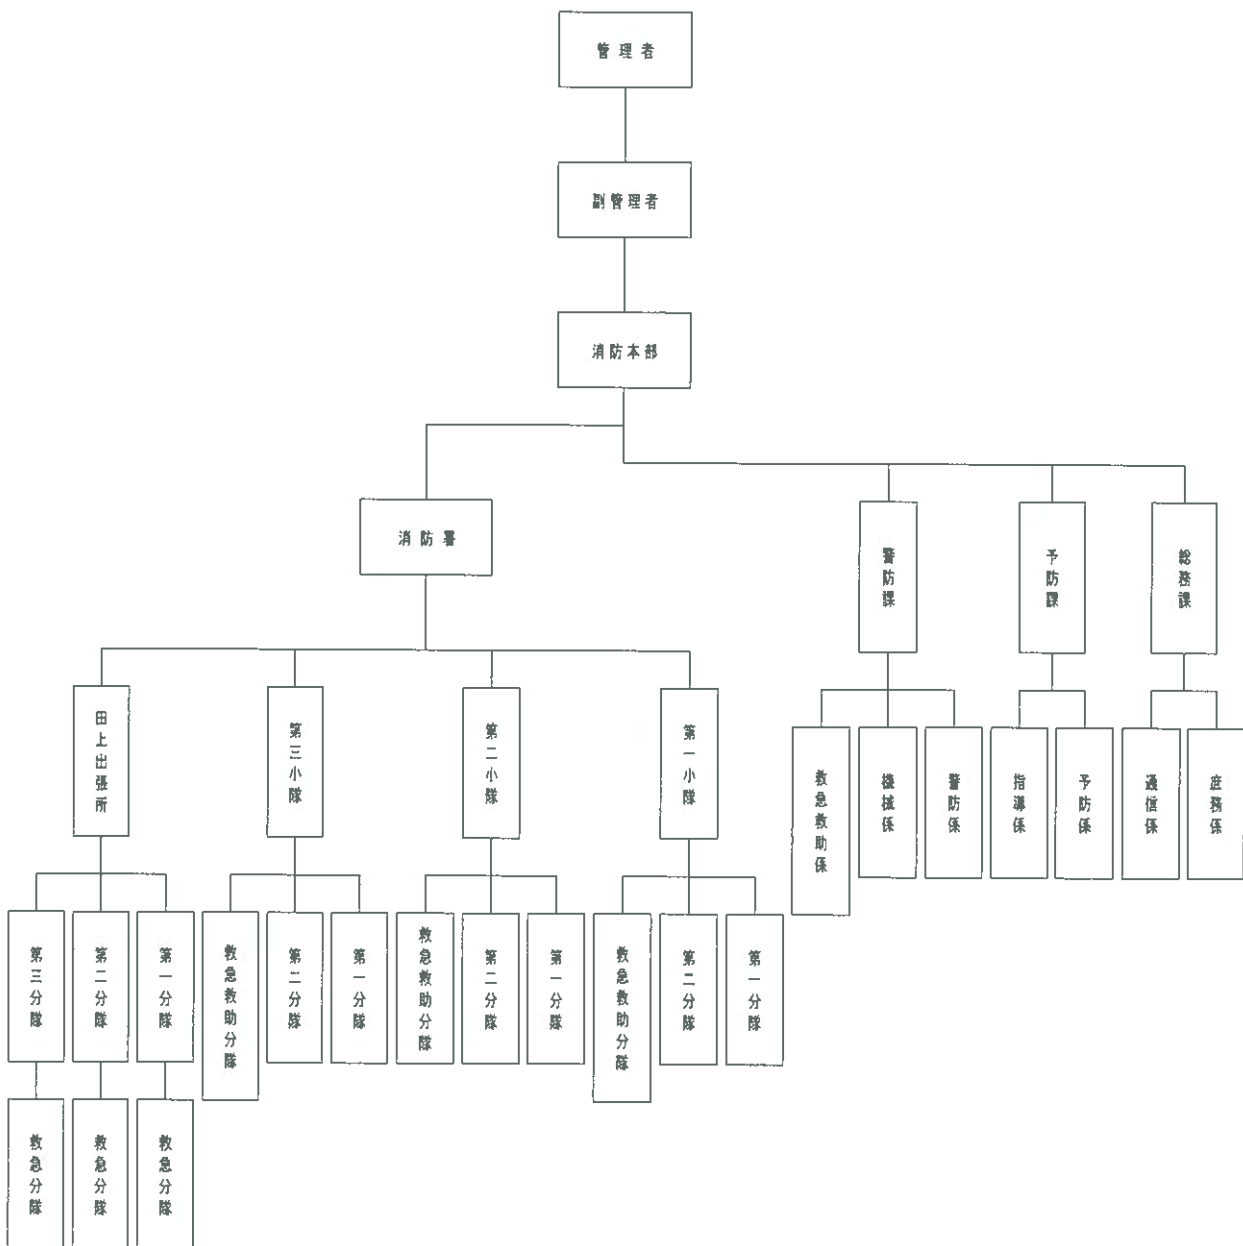 管理者
副管理者
消防本部
消防署
総務課
予防課
警防課
庶務係
通信係
予防係
指導係
警防係
機械係
救急救助係
第一小隊
第二小隊
第三小隊
田上出張所
第一分隊
第二分隊
救急救助分隊
第一分隊
第二分隊
救急救助分隊
第一分隊
第二分隊
救急救助分隊
第一分隊
第二分隊
第三分隊
救急分隊
救急分隊
救急分隊